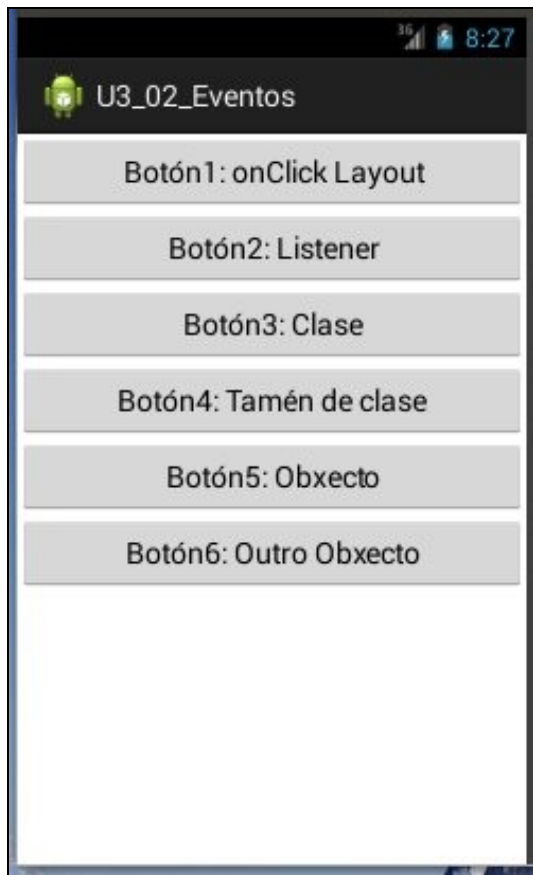 3G 8:27
U3_02_Eventos
Botón1: onClick Layout
Botón2: Listener
Botón3: Clase
Botón4: Tamén de clase
Botón5: Obxecto
Botón6: Outro Obxecto